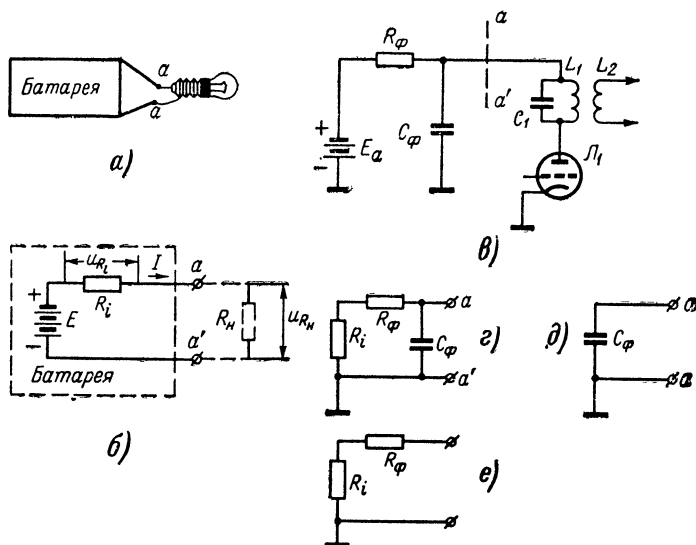 Батарея
a
a
а)
+
−
E_a
R_ф
C_ф
a
a'
L_1
L_2
C_1
Л_1
в)
u_{R_i}
I
R_i
+
−
E
a
a'
R_н
u_{R_н}
Батарея
б)
R_i
R_ф
C_ф
a
a'
г)
д)
C_ф
a
a
R_i
R_ф
е)